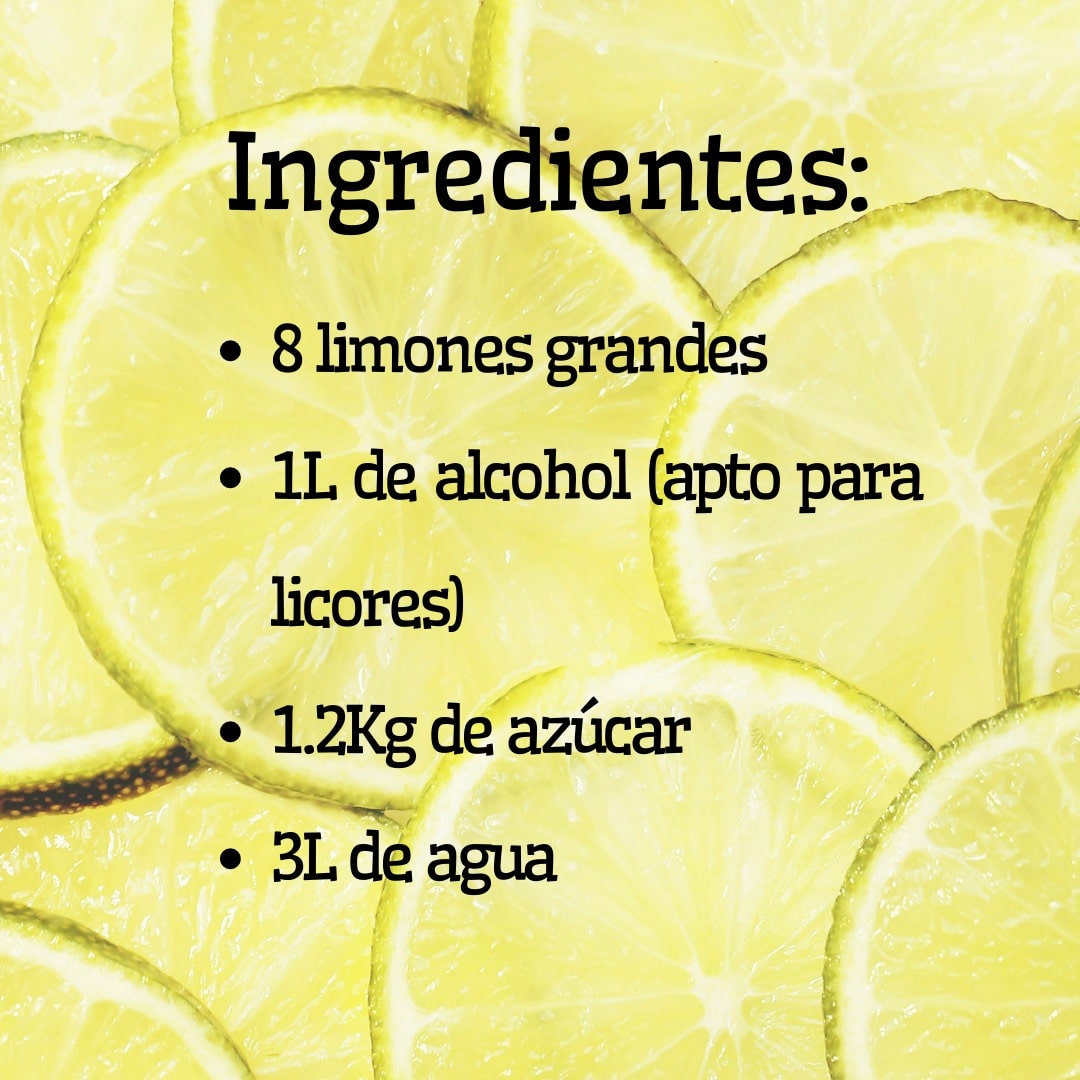 Ingredientes:
• 8 limones grandes
• 1L de alcohol (apto para
licores)
• 1.2Kg de azúcar
• 3L de agua